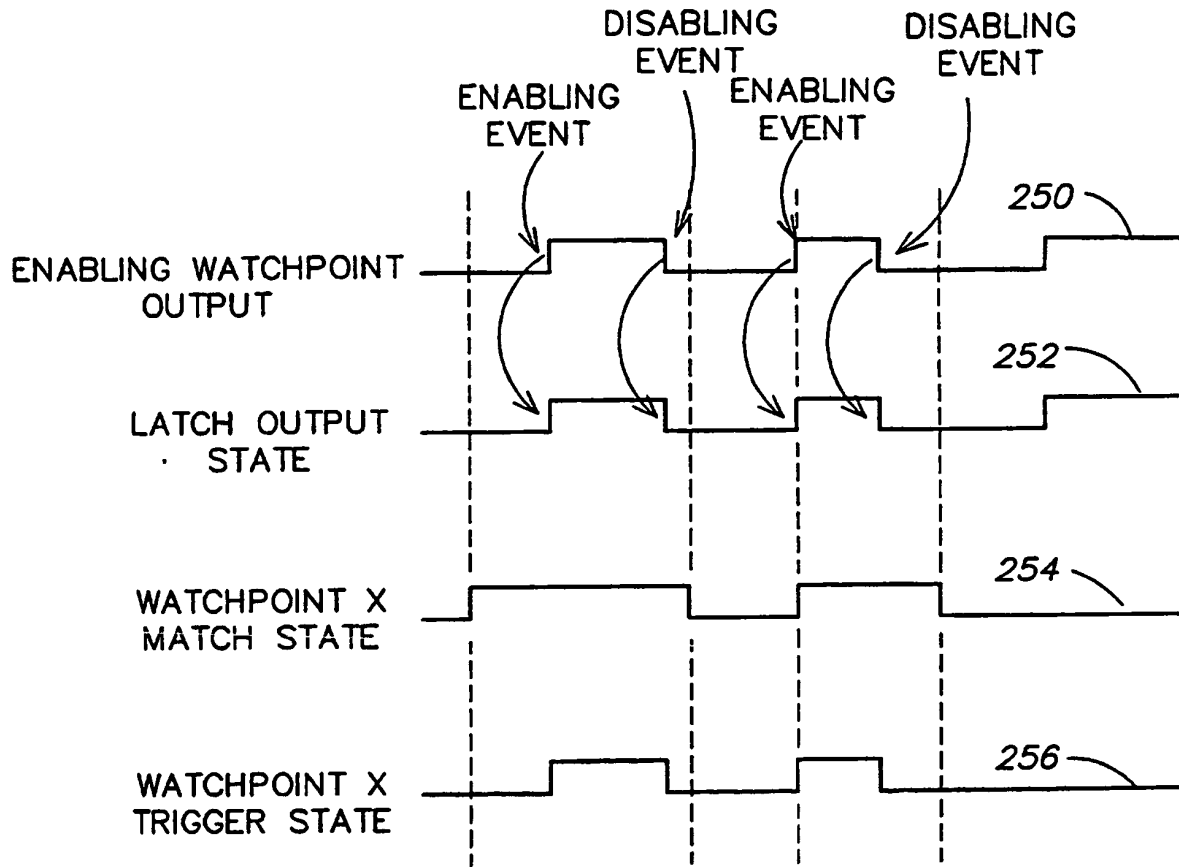 DISABLING
EVENT
DISABLING
EVENT
ENABLING
EVENT
ENABLING
EVENT
250
ENABLING WATCHPOINT
OUTPUT
252
LATCH OUTPUT
STATE
254
WATCHPOINT X
MATCH STATE
256
WATCHPOINT X
TRIGGER STATE